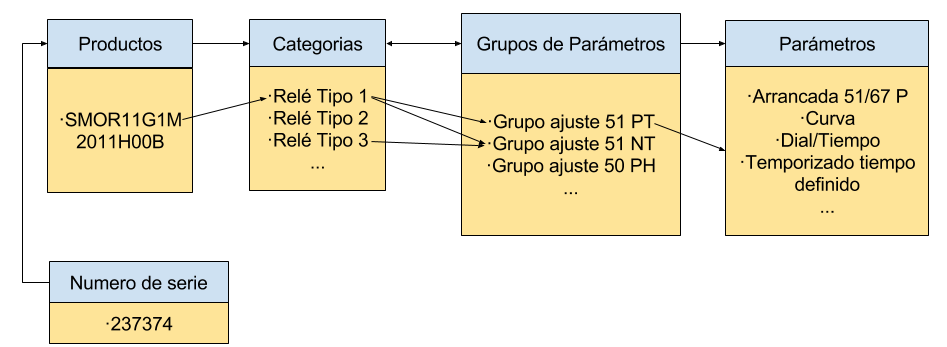 Productos
·SMOR11G1M
2011H00B
Categorias
·Relé Tipo 1
·Relé Tipo 2
·Relé Tipo 3
...
Grupos de Parámetros
·Grupo ajuste 51 PT
·Grupo ajuste 51 NT
·Grupo ajuste 50 PH
...
Parámetros
·Arrancada 51/67 P
·Curva
·Dial/Tiempo
·Temporizado tiempo
definido
...
Numero de serie
·237374